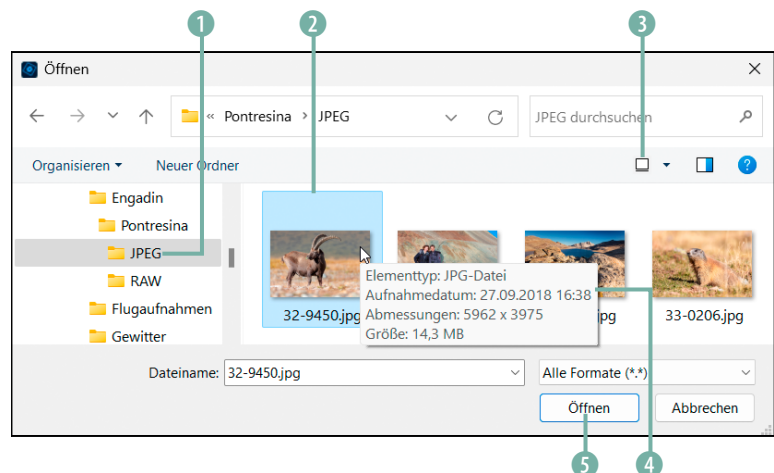 1 2 3
Öffnen
« Pontresina > JPEG
JPEG durchsuchen
Organisieren Neuer Ordner
?
Engadin
Pontresina
JPEG
RAW
Flugaufnahmen
Gewitter
32-9450.jpg
jpg
33-0206.jpg
Elementtyp: JPG-Datei
Aufnahmedatum: 27.09.2018 16:38
Abmessungen: 5962 x 3975
Größe: 14,3 MB
Dateiname: 32-9450.jpg
Alle Formate (*.*)
Öffnen Abbrechen
5 4